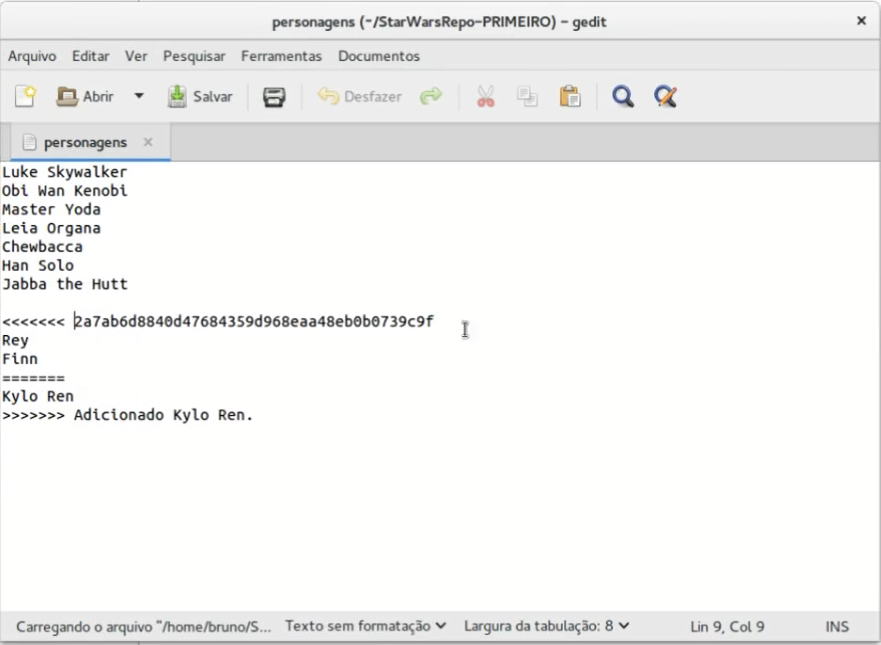 personagens (~/StarWarsRepo-PRIMEIRO) – gedit
Arquivo Editar Ver Pesquisar Ferramentas Documentos
Abrir Salvar Desfazer
personagens
Luke Skywalker
Obi Wan Kenobi
Master Yoda
Leia Organa
Chewbacca
Han Solo
Jabba the Hutt
<<<<<<< 2a7ab6d8840d47684359d968eaa48eb0b0739c9f
Rey
Finn
=======
Kylo Ren
>>>>>>> Adicionado Kylo Ren.
Carregando o arquivo "/home/bruno/S... Texto sem formatação Largura da tabulação: 8 Lin 9, Col 9 INS